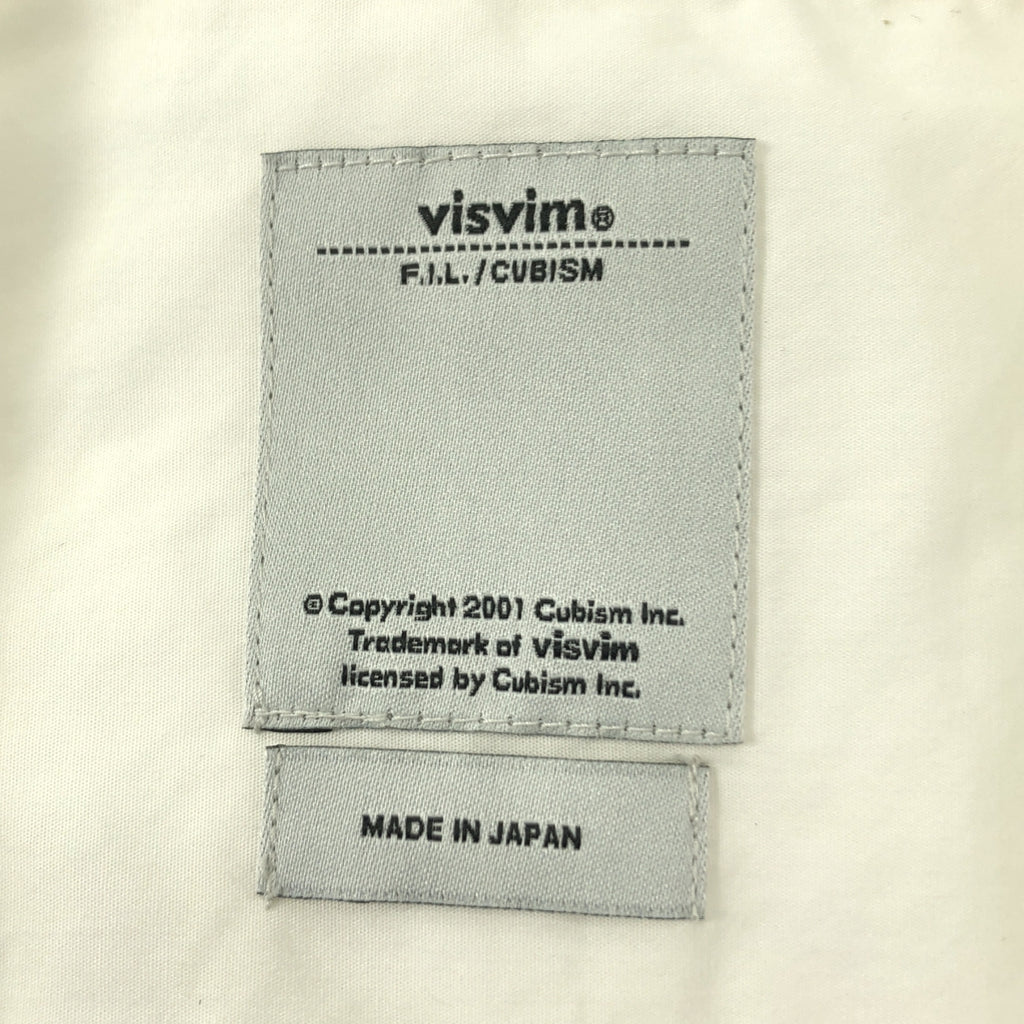 visvim®
F.I.L./CUBISM
© Copyright 2001 Cubism Inc.
Trademark of visvim
licensed by Cubism Inc.
MADE IN JAPAN